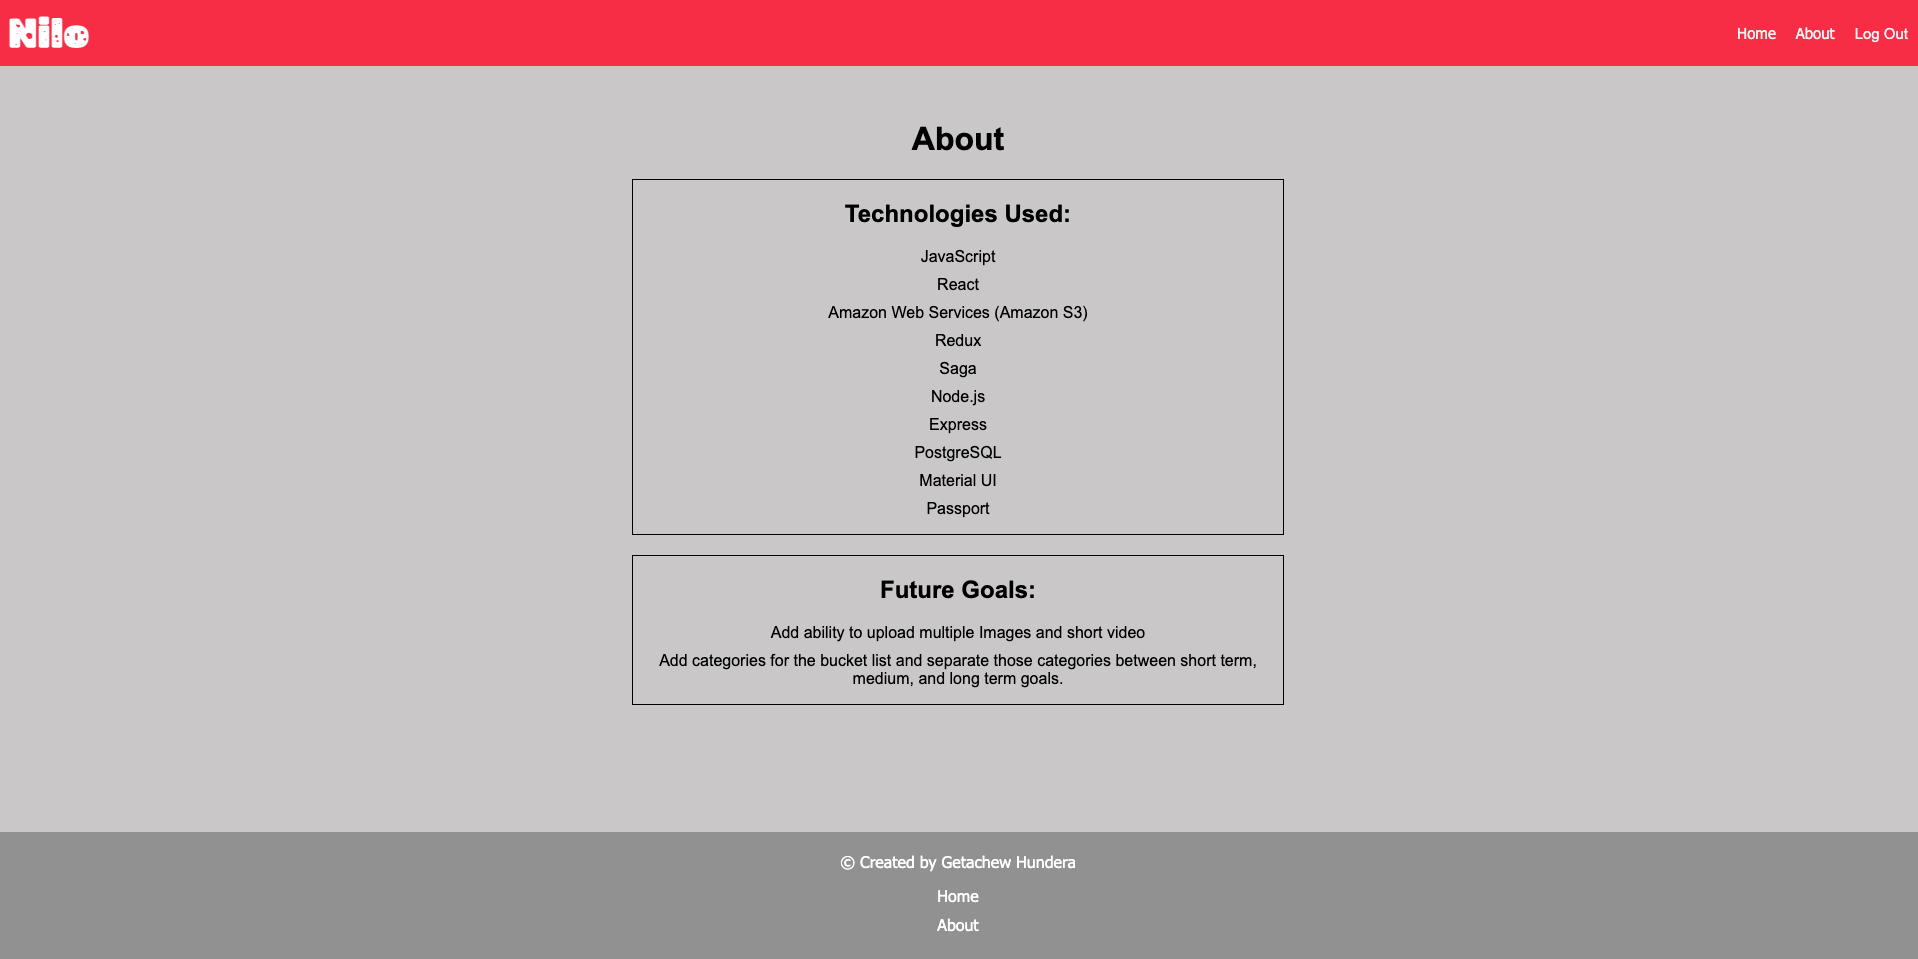 Nilo
Home About Log Out
About
Technologies Used:
JavaScript
React
Amazon Web Services (Amazon S3)
Redux
Saga
Node.js
Express
PostgreSQL
Material UI
Passport
Future Goals:
Add ability to upload multiple Images and short video
Add categories for the bucket list and separate those categories between short term,
medium, and long term goals.
© Created by Getachew Hundera
Home
About